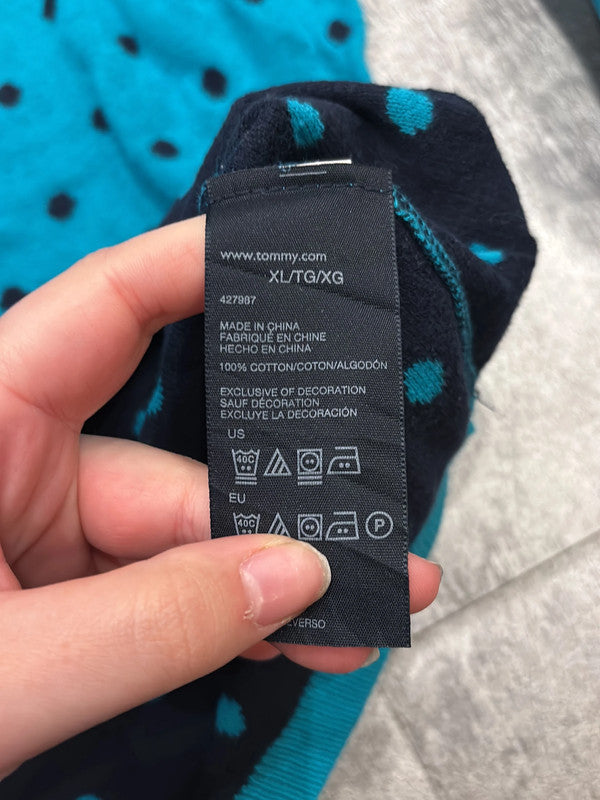 www.tommy.com
XL/TG/XG
427987
MADE IN CHINA
FABRIQUÉ EN CHINE
HECHO EN CHINA
100% COTTON/COTON/ALGODÓN
EXCLUSIVE OF DECORATION
SAUF DÉCORATION
EXCLUYE LA DECORACIÓN
US
40C
EU
40C
P